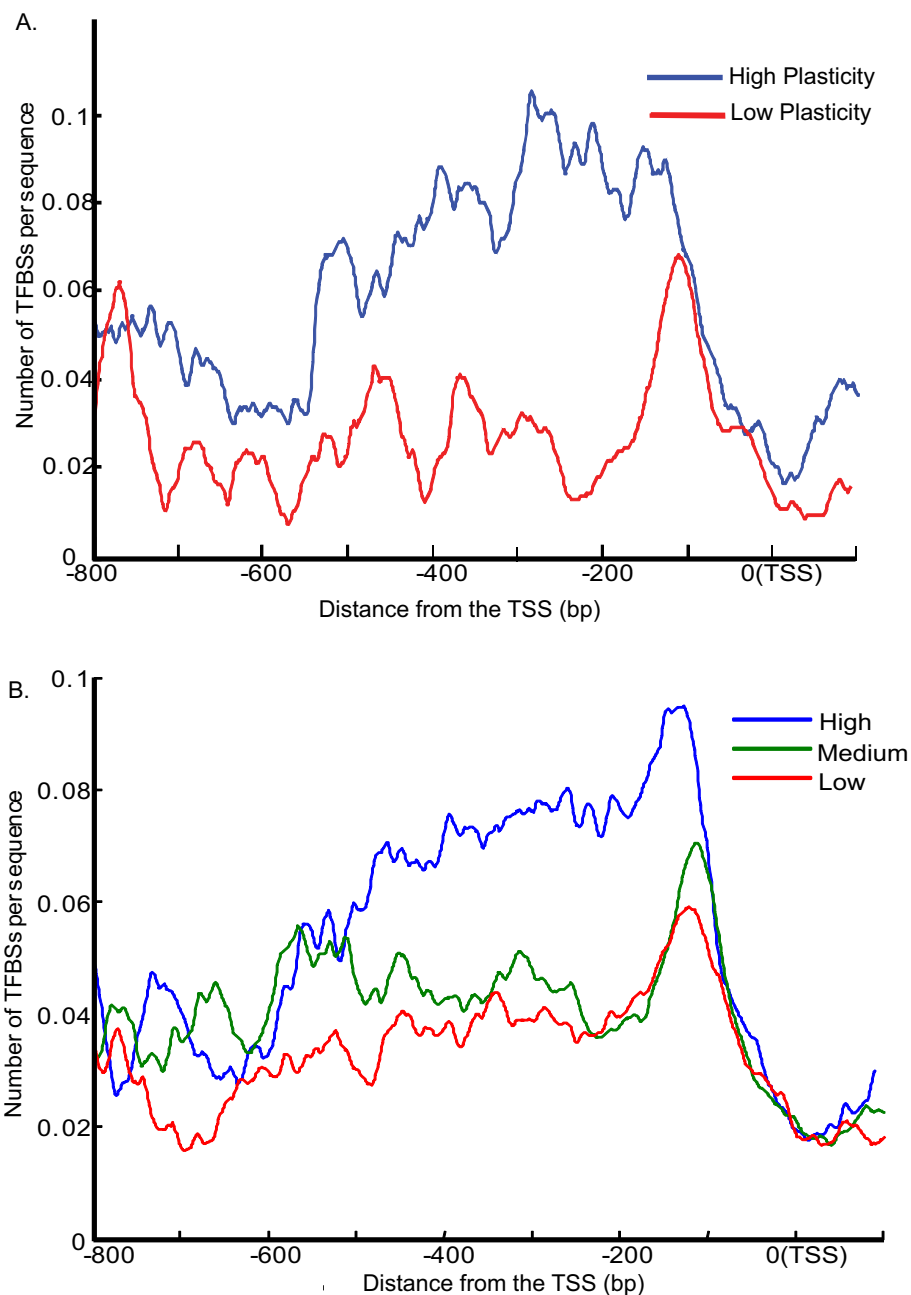 A.
High Plasticity
Low Plasticity
Number of TFBSs per sequence
0.1
0.08
0.06
0.04
0.02
0
-800
-600
-400
-200
0(TSS)
Distance from the TSS (bp)
B.
High
Medium
Low
Number of TFBSs per sequence
0.1
0.08
0.06
0.04
0.02
0
-800
-600
-400
-200
0(TSS)
Distance from the TSS (bp)